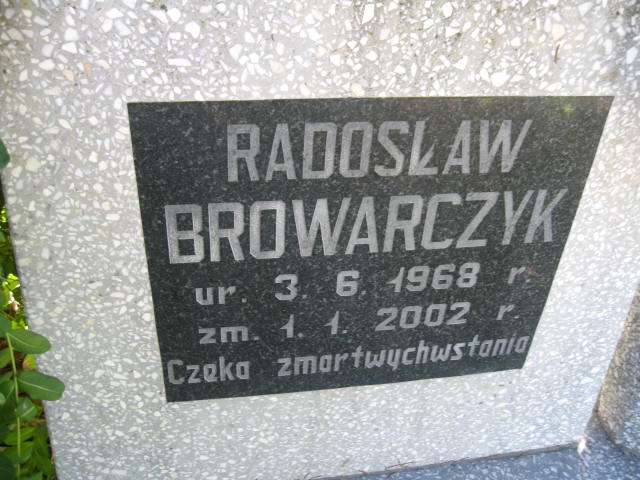 RADOSŁAW
BROWARCZYK
ur. 3. 6. 1968 r.
zm. 1. 1. 2002 r.
Czeka zmartwychwstania